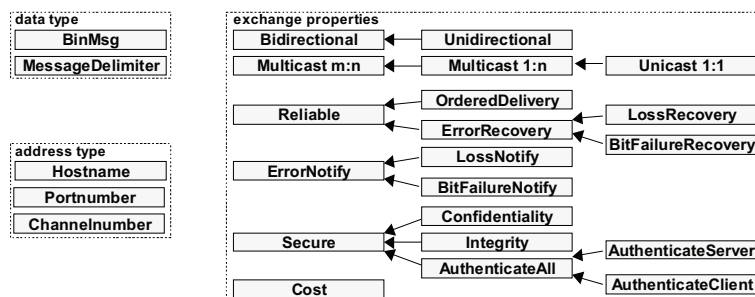 data type
BinMsg
MessageDelimiter
address type
Hostname
Portnumber
Channelnumber
exchange properties
Bidirectional
Unidirectional
Multicast m:n
Multicast 1:n
Unicast 1:1
Reliable
OrderedDelivery
ErrorRecovery
LossRecovery
BitFailureRecovery
ErrorNotify
LossNotify
BitFailureNotify
Secure
Confidentiality
Integrity
AuthenticateAll
AuthenticateServer
AuthenticateClient
Cost